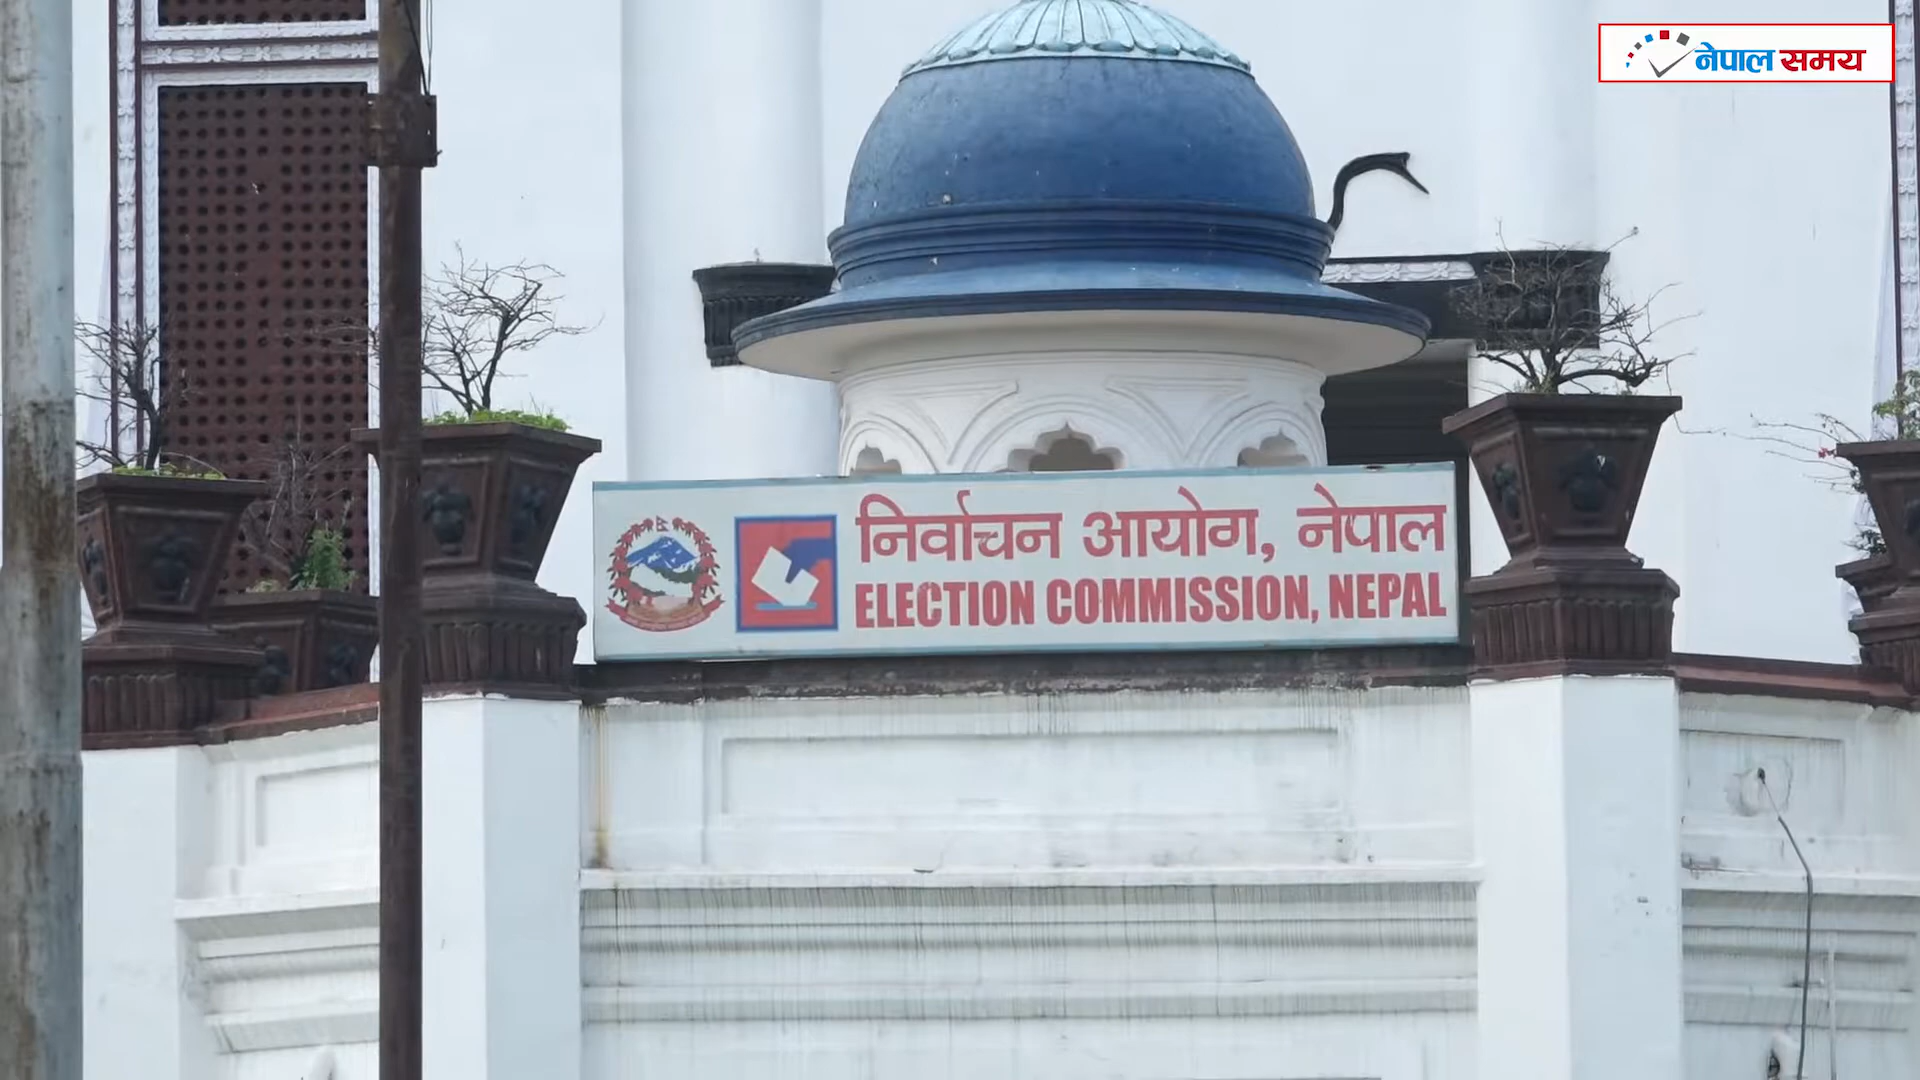 नेपाल समय
निर्वाचन आयोग, नेपाल
ELECTION COMMISSION, NEPAL